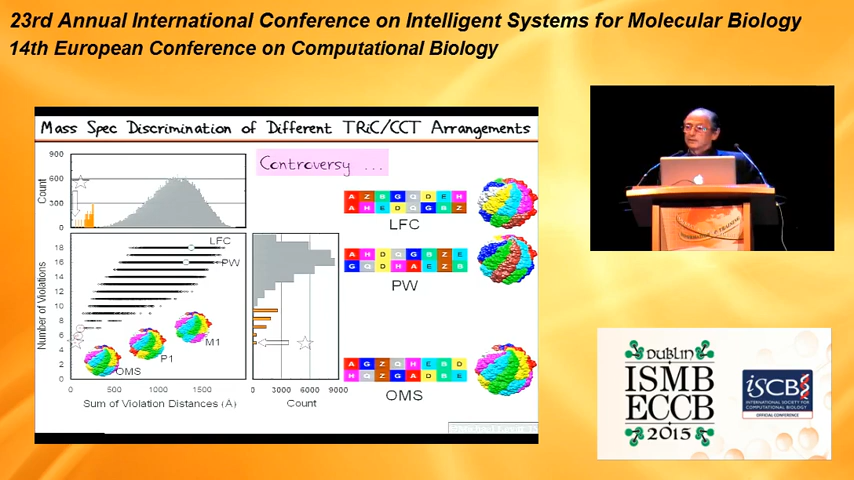 23rd Annual International Conference on Intelligent Systems for Molecular Biology
14th European Conference on Computational Biology
Mass Spec Discrimination of Different TRiC/CCT Arrangements
Controversy ...
900
600
300
0
Count
LFC
PW
18
16
14
12
10
8
6
4
2
0
Number of Violations
OMS
P1
M1
0 500 1000 1500
Sum of Violation Distances (A)
0 3000 6000 9000
Count
A Z B G Q D E H
A H E D Q G B Z
LFC
A H D Q G B Z E
G Q D H A E Z B
PW
A G Z Q H E B D
H Q Z G A D B E
OMS
DUBLIN
ISMB
ECCB
2015
iSCB
INTERNATIONAL SOCIETY FOR
COMPUTATIONAL BIOLOGY
OFFICIAL CONFERENCE